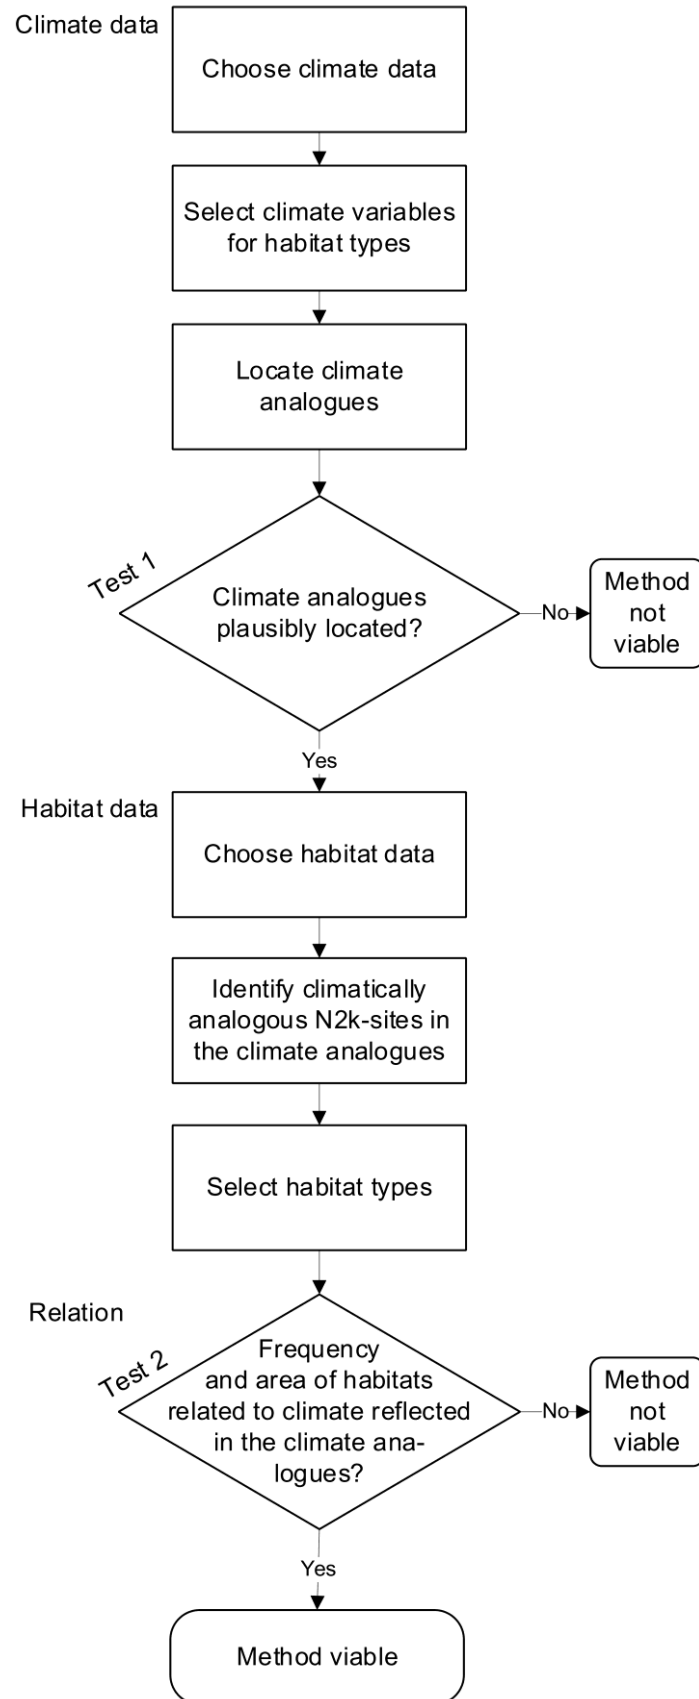 Climate data
Choose climate data
Select climate variables
for habitat types
Locate climate
analogues
Test 1
Climate analogues
plausibly located?
No
Method
not
viable
Yes
Habitat data
Choose habitat data
Identify climatically
analogous N2k-sites in
the climate analogues
Select habitat types
Relation
Test 2
Frequency
and area of habitats
related to climate reflected
in the climate ana-
logues?
No
Method
not
viable
Yes
Method viable